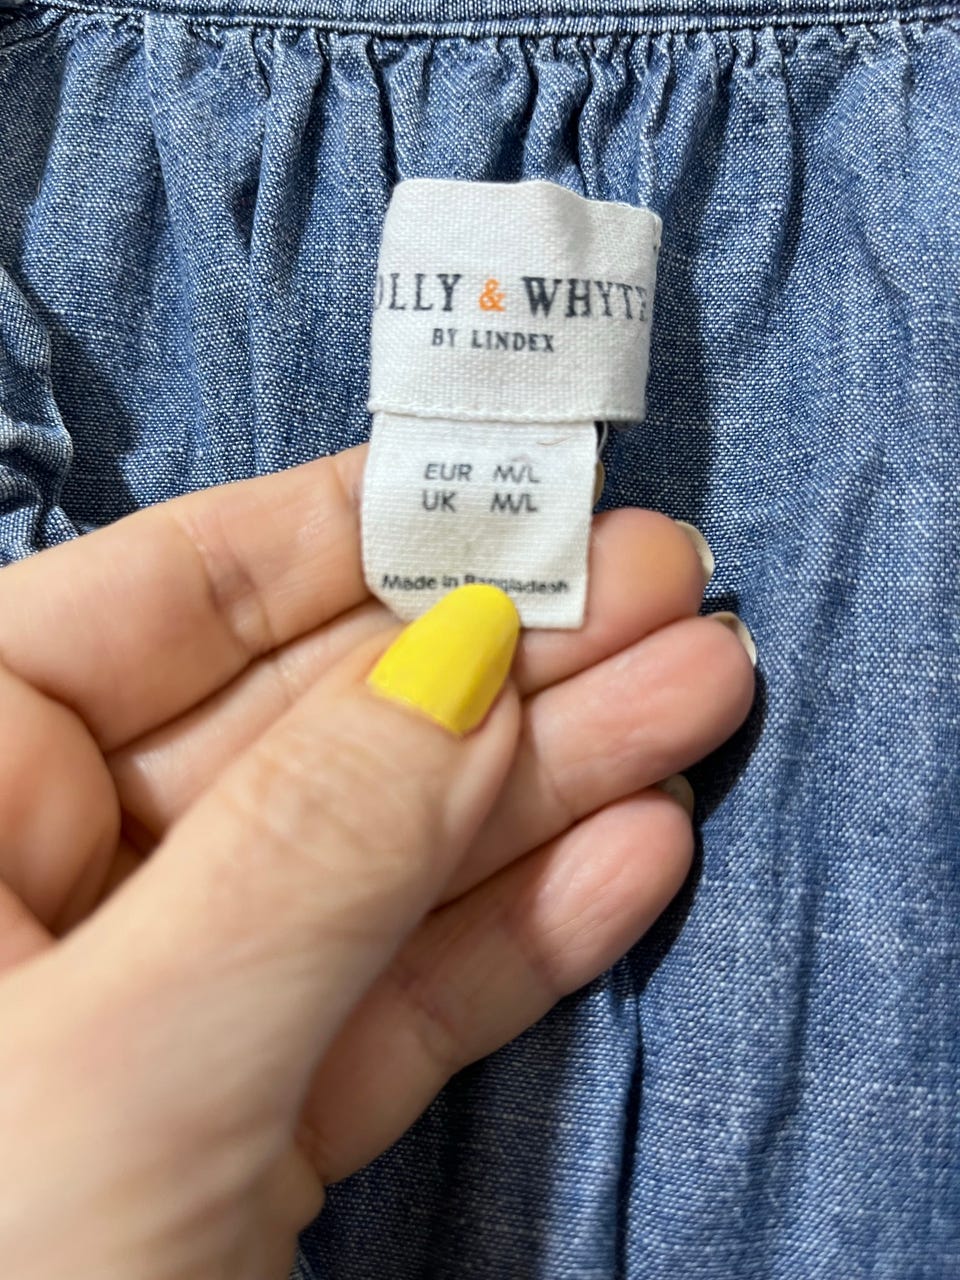 OLLY & WHYTE
BY LINDEX
EUR M/L
UK M/L
Made in Bangladesh